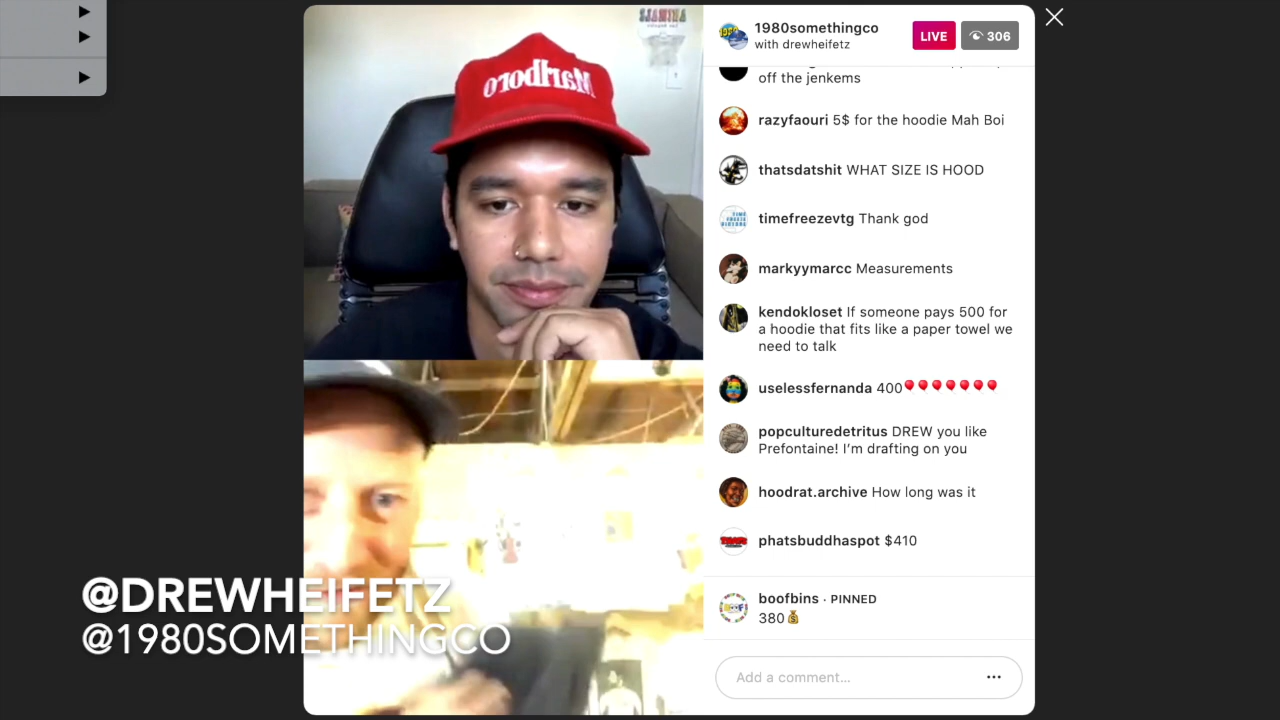 Marlboro
1980somethingco
with drewheifetz
LIVE
306
off the jenkems
razyfaouri 5$ for the hoodie Mah Boi
thatsdatshit WHAT SIZE IS HOOD
timefreezevtg Thank god
markyymarcc Measurements
kendokloset If someone pays 500 for
a hoodie that fits like a paper towel we
need to talk
uselessfernanda 400🎈🎈🎈🎈🎈🎈🎈
popculturedetritus DREW you like
Prefontaine! I'm drafting on you
hoodrat.archive How long was it
phatsbuddhaspot $410
boofbins · PINNED
380💰
Add a comment...
@DREWHEIFETZ
@1980SOMETHINGCO